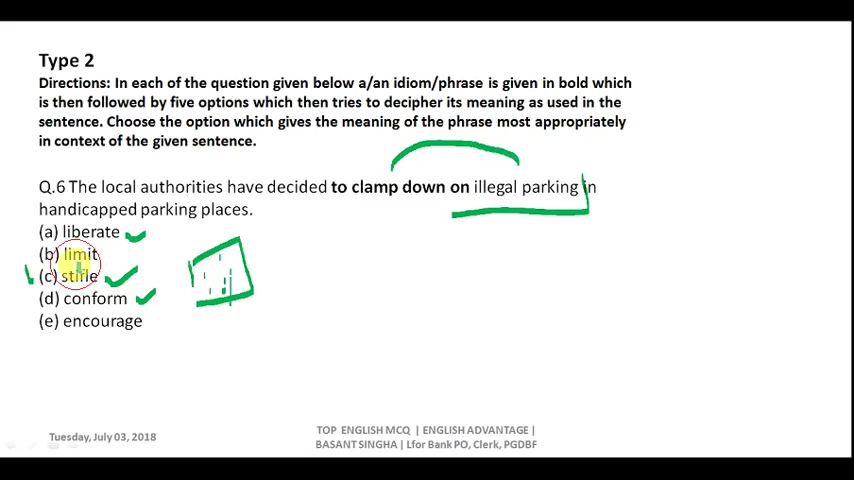 Type 2
Directions: In each of the question given below a/an idiom/phrase is given in bold which
is then followed by five options which then tries to decipher its meaning as used in the
sentence. Choose the option which gives the meaning of the phrase most appropriately
in context of the given sentence.
Q.6 The local authorities have decided to clamp down on illegal parking in
handicapped parking places.
(a) liberate
(b) limit
(c) stifle
(d) conform
(e) encourage
Tuesday, July 03, 2018
TOP ENGLISH MCQ | ENGLISH ADVANTAGE |
BASANT SINGHA | Lfor Bank PO, Clerk, PGDBF